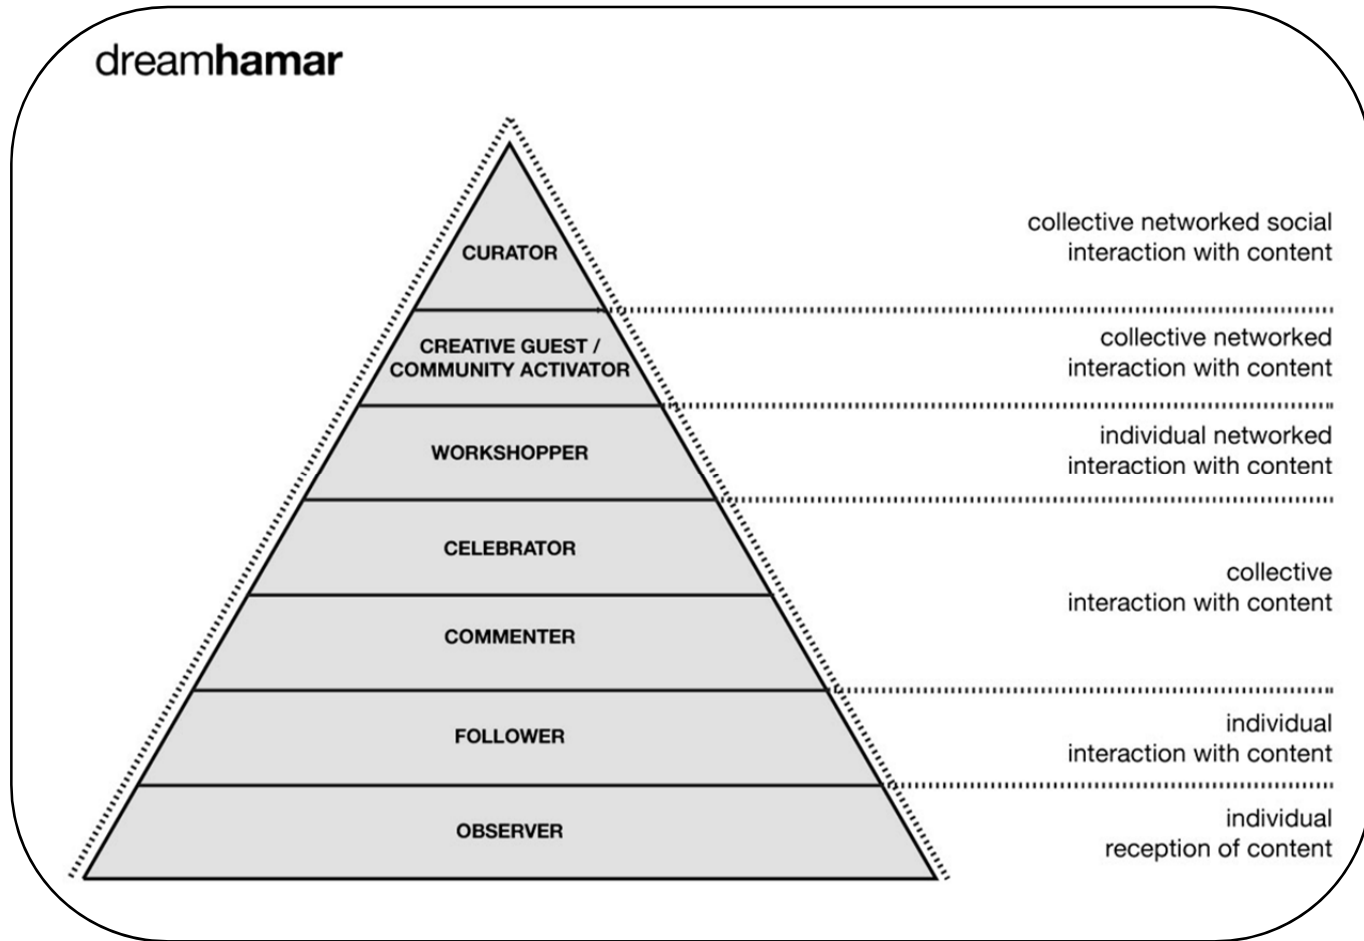 dreamhamar
CURATOR
collective networked social
interaction with content
CREATIVE GUEST /
COMMUNITY ACTIVATOR
collective networked
interaction with content
WORKSHOPPER
individual networked
interaction with content
CELEBRATOR
COMMENTER
collective
interaction with content
FOLLOWER
individual
interaction with content
OBSERVER
individual
reception of content